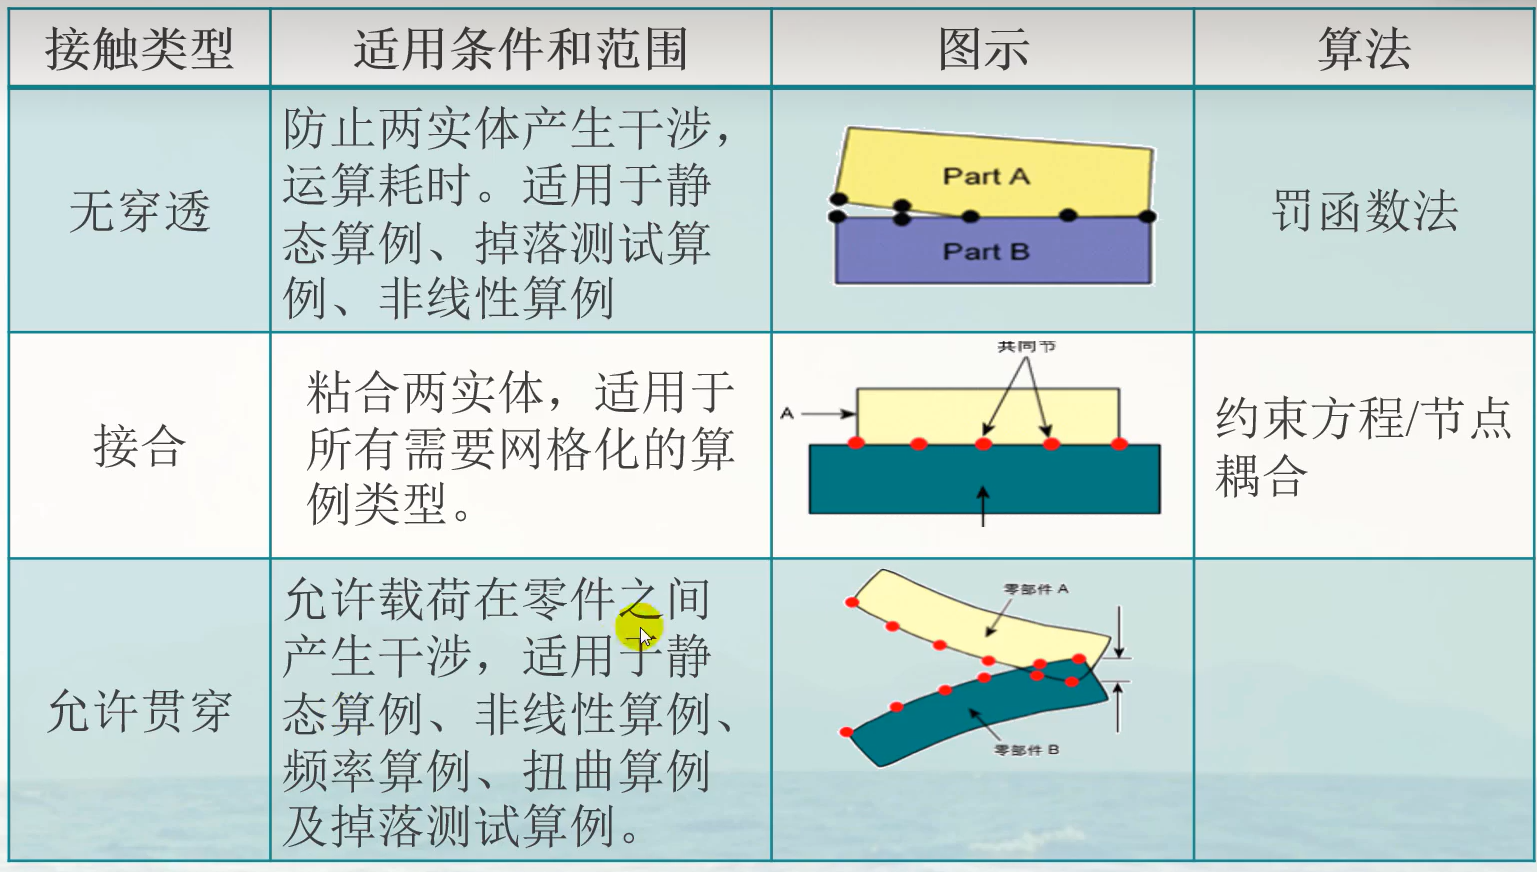 接触类型
适用条件和范围
图示
算法
无穿透
防止两实体产生干涉，
运算耗时。适用于静
态算例、掉落测试算
例、非线性算例
Part A
Part B
罚函数法
接合
粘合两实体，适用于
所有需要网格化的算
例类型。
共同节
A
约束方程/节点
耦合
允许贯穿
允许载荷在零件之间
产生干涉，适用于静
态算例、非线性算例、
频率算例、扭曲算例
及掉落测试算例。
零部件 A
零部件 B